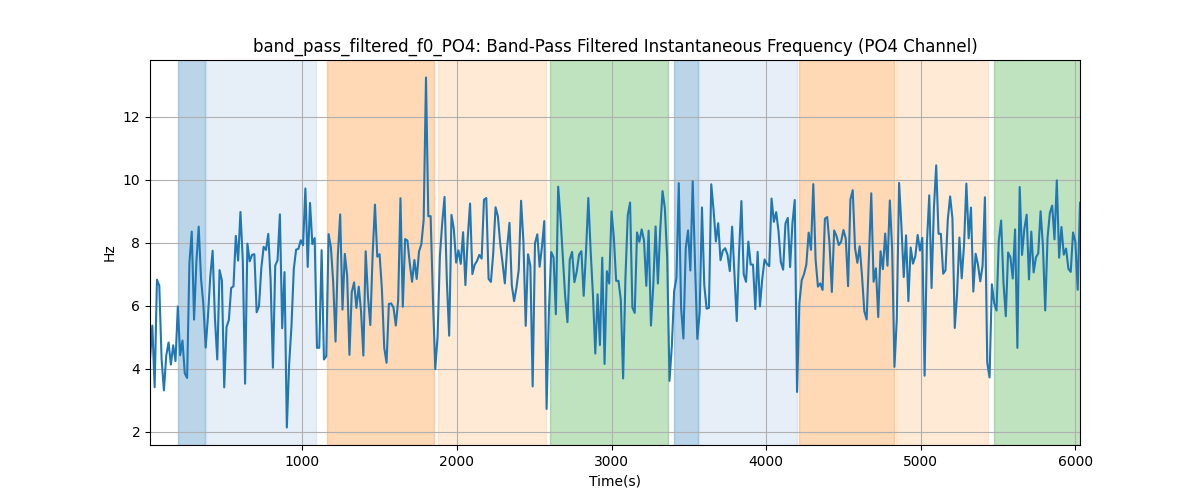 band_pass_filtered_f0_PO4: Band-Pass Filtered Instantaneous Frequency (PO4 Channel)
12
10
8
6
4
2
Hz
1000 2000 3000 4000 5000 6000
Time(s)